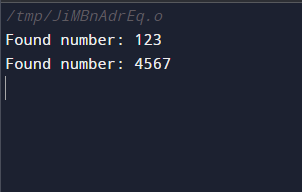 /tmp/JiMBnAdrEq.o
Found number: 123
Found number: 4567